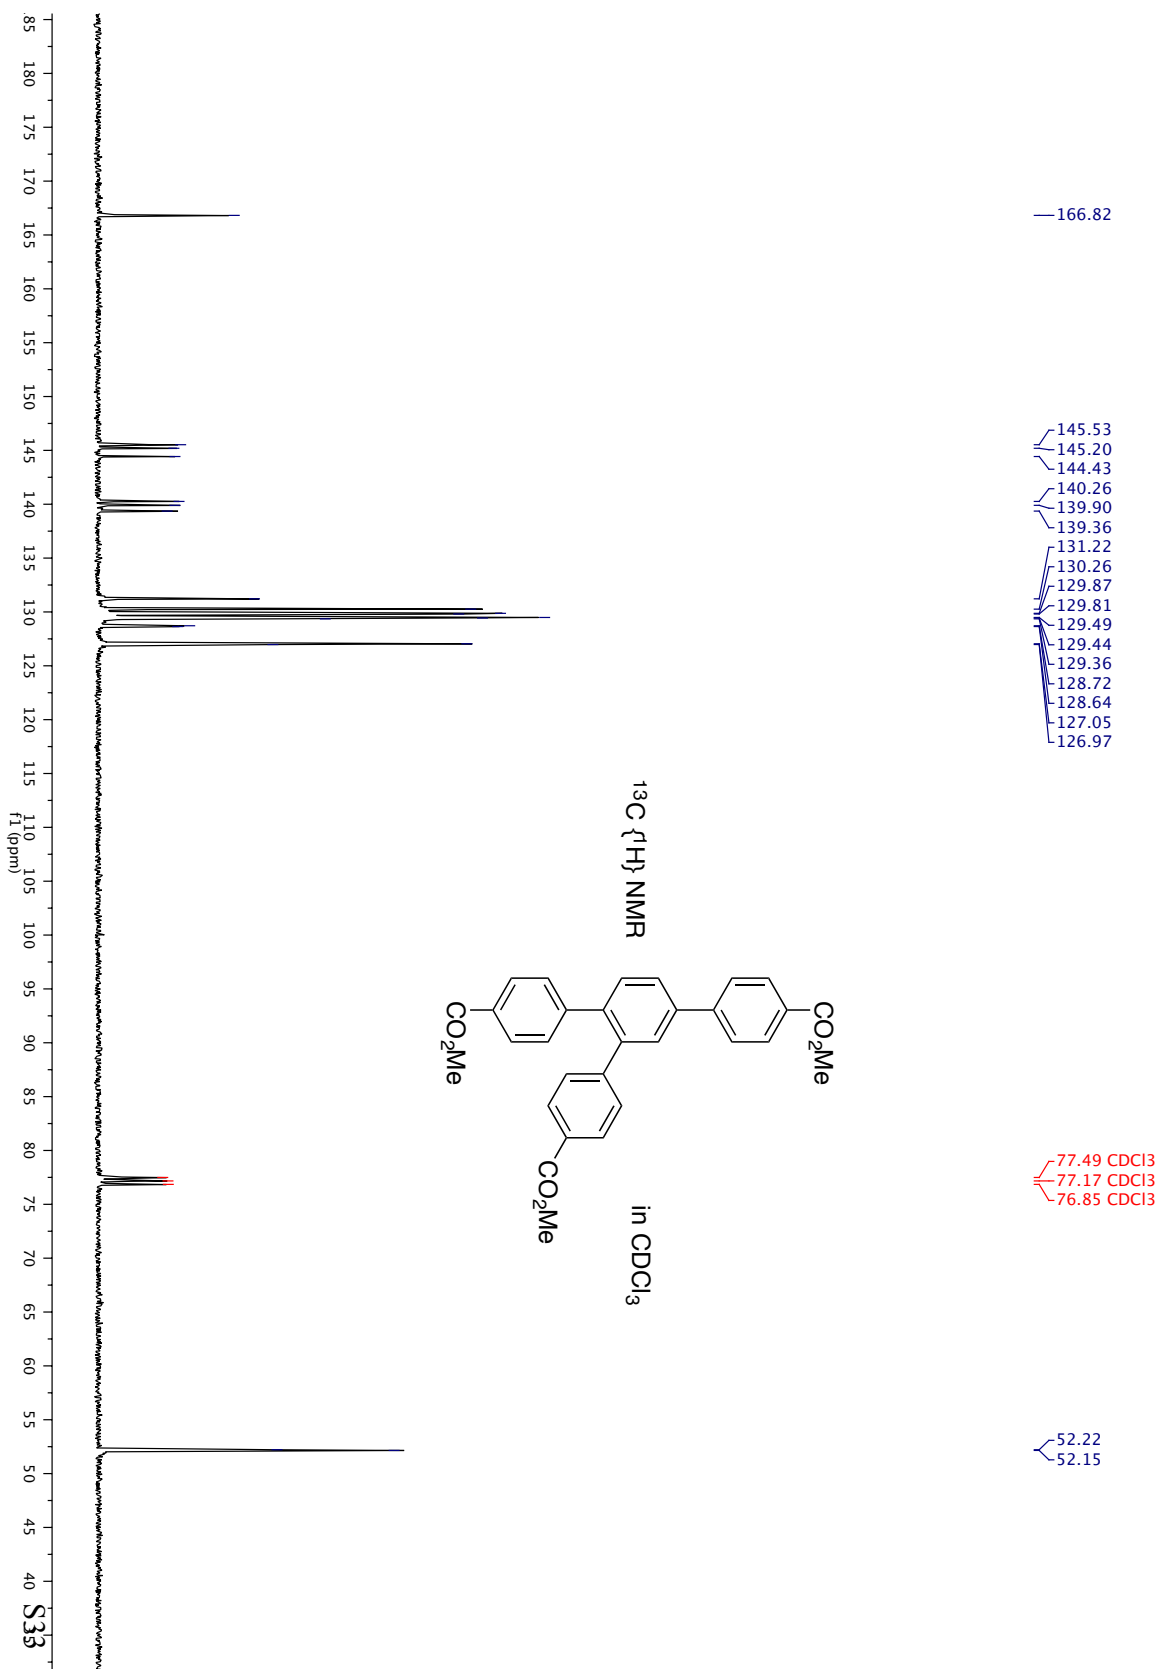 166.82
145.53
145.20
144.43
140.26
139.90
139.36
131.22
130.26
129.87
129.81
129.49
129.44
129.36
128.72
128.64
127.05
126.97
77.49 CDCl3
77.17 CDCl3
76.85 CDCl3
52.22
52.15
¹³C {¹H} NMR
in CDCl₃
CO₂Me
CO₂Me
CO₂Me
85 180 175 170 165 160 155 150 145 140 135 130 125 120 115 110 105 100 95 90 85 80 75 70 65 60 55 50 45 40 35
f1 (ppm)
S33